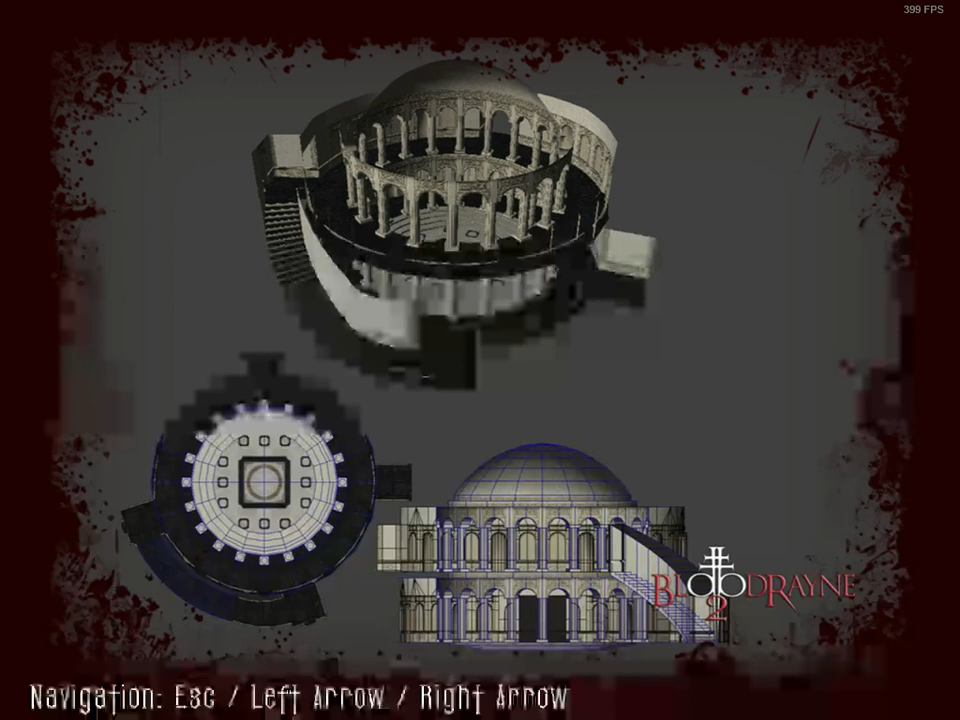 399 FPS
BLOODRAYNE
2
Navigation: Esc / Left Arrow / Right Arrow